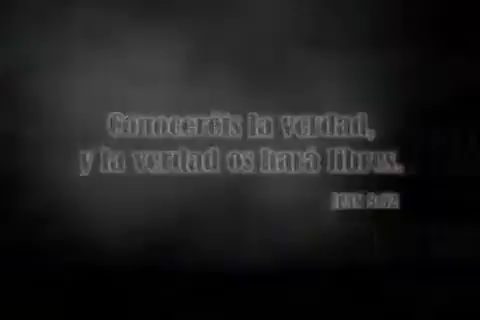 Conoceréis la verdad,
y la verdad os hará libres.